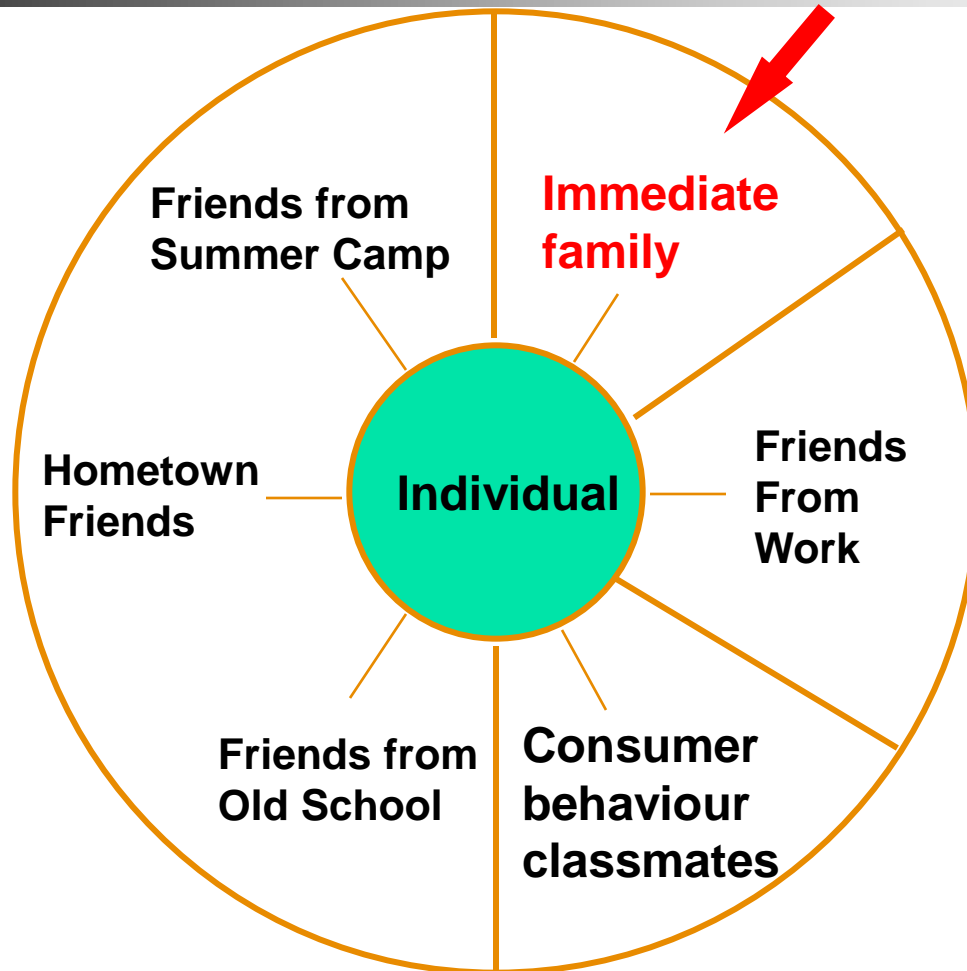 Friends from
Summer Camp
Immediate
family
Hometown
Friends
Individual
Friends
From
Work
Friends from
Old School
Consumer
behaviour
classmates